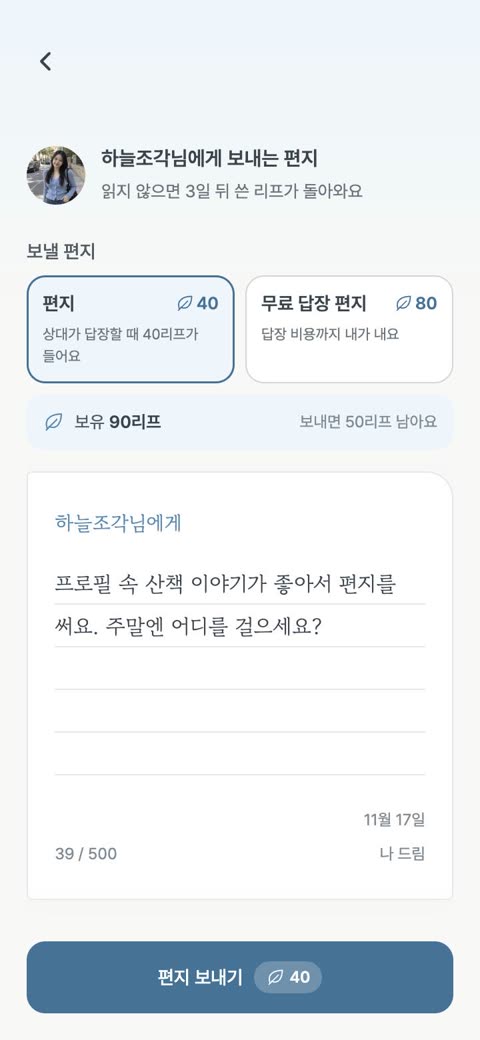 하늘조각님에게 보내는 편지
읽지 않으면 3일 뒤 쓴 리프가 돌아와요
보낼 편지
편지 40
상대가 답장할 때 40리프가
들어요
무료 답장 편지 80
답장 비용까지 내가 내요
보유 90리프
보내면 50리프 남아요
하늘조각님에게
프로필 속 산책 이야기가 좋아서 편지를
써요. 주말엔 어디를 걸으세요?
11월 17일
39 / 500
나 드림
편지 보내기 40